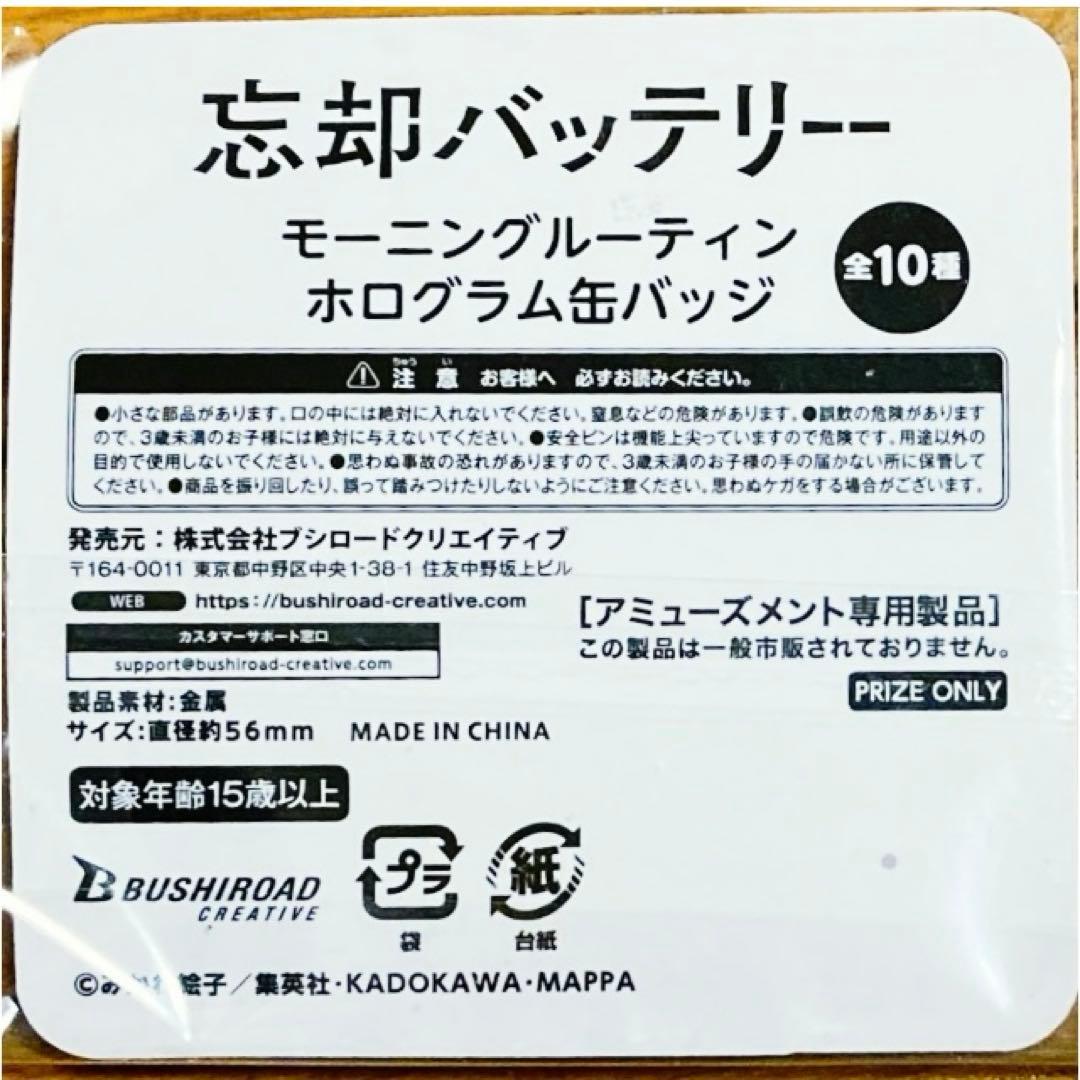 忘却バッテリー
モーニングルーティン
ホログラム缶バッジ
全10種
ちゅう い
注 意 お客様へ 必ずお読みください。
●小さな部品があります。口の中には絶対に入れないでください。窒息などの危険があります。●誤飲の危険があります
ので、3歳未満のお子様には絶対に与えないでください。●安全ピンは機能上尖っていますので危険です。用途以外の
目的で使用しないでください。●思わぬ事故の恐れがありますので、3歳未満のお子様の手の届かない所に保管して
ください。●商品を振り回したり、誤って踏みつけたりしないようにご注意ください。思わぬケガをする場合がございます。
発売元：株式会社ブシロードクリエイティブ
〒164-0011 東京都中野区中央1-38-1 住友中野坂上ビル
WEB https://bushiroad-creative.com
カスタマーサポート窓口
support@bushiroad-creative.com
[アミューズメント専用製品]
この製品は一般市販されておりません。
PRIZE ONLY
製品素材:金属
サイズ:直径約56mm MADE IN CHINA
対象年齢15歳以上
B BUSHIROAD
CREATIVE
プラ
袋
紙
台紙
©み 絵子／集英社・KADOKAWA・MAPPA